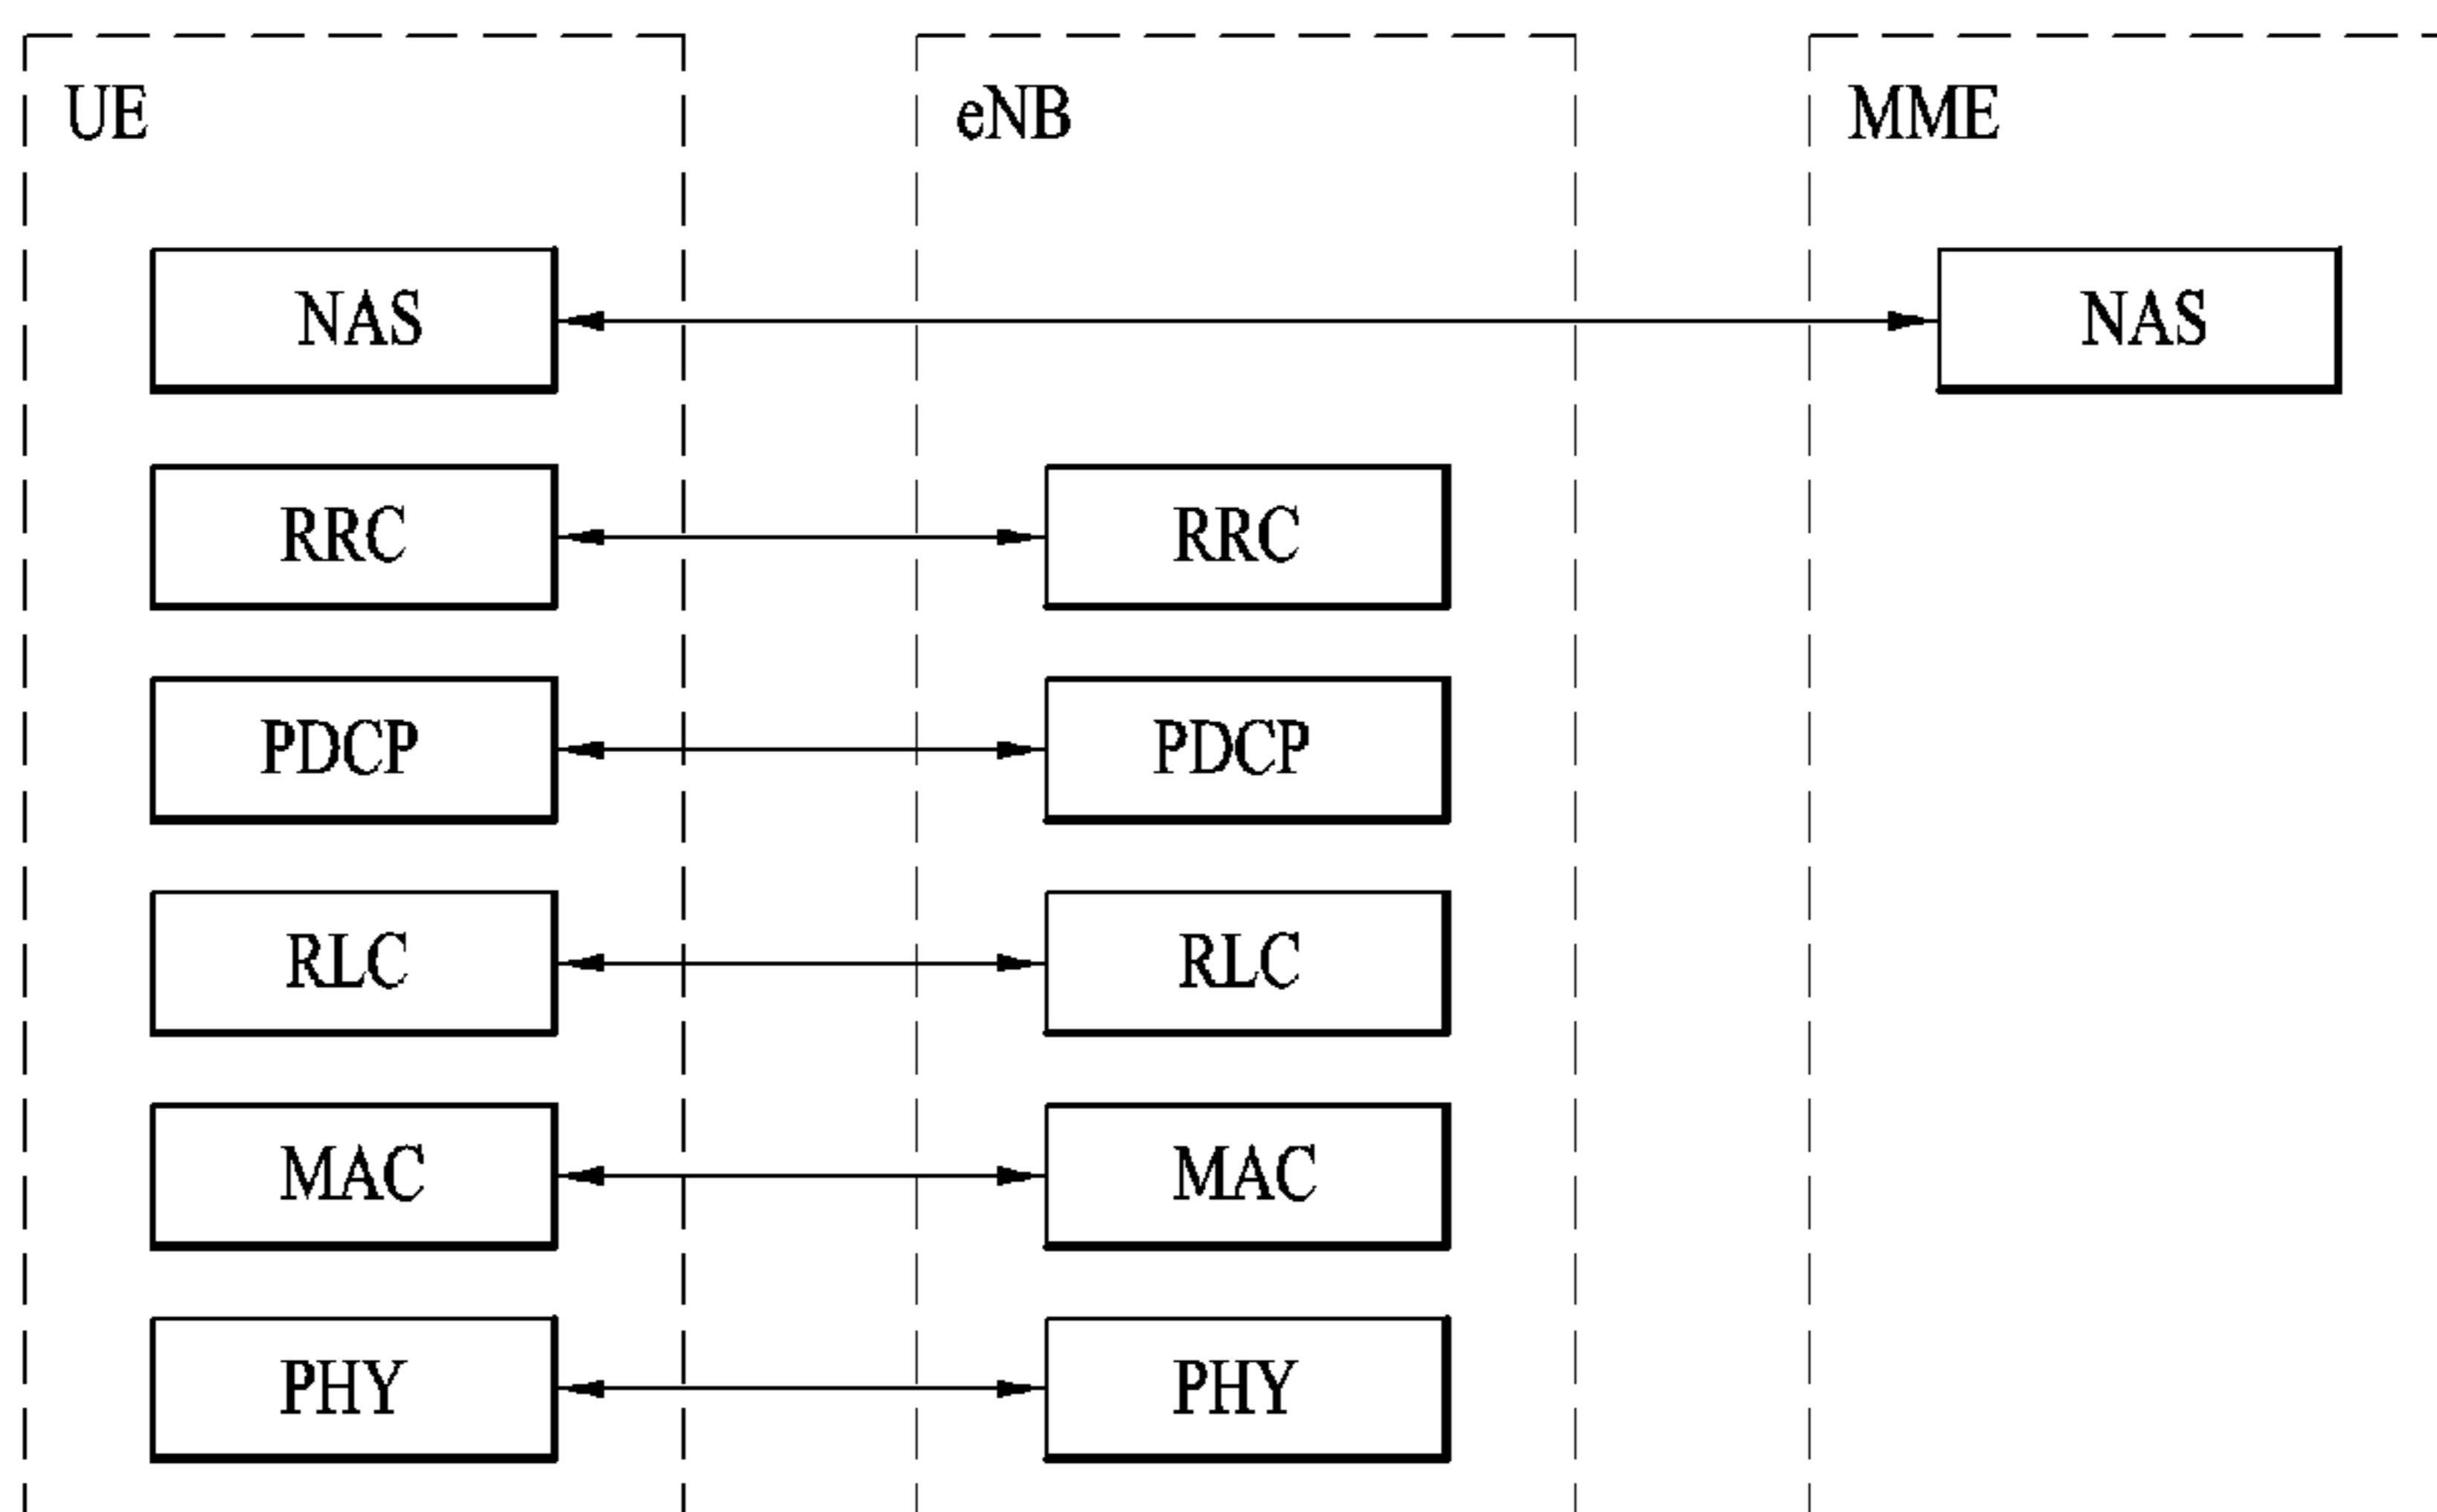 UE eNB MME
NAS NAS
RRC RRC
PDCP PDCP
RLC RLC
MAC MAC
PHY PHY